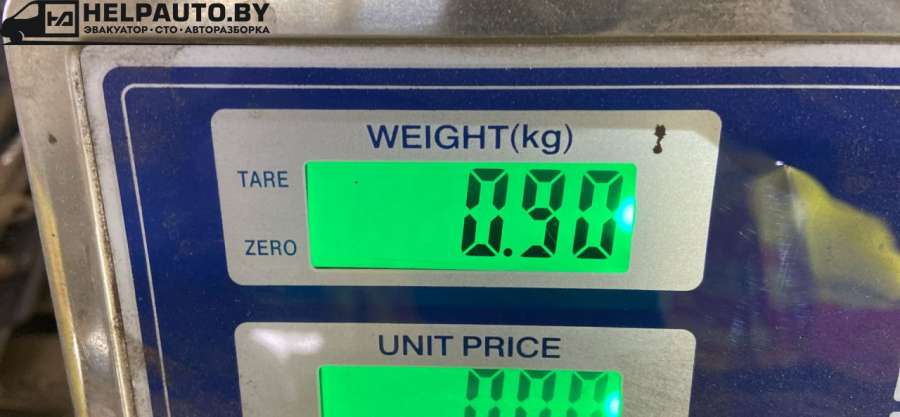 HELPAUTO.BY
ЭВАКУАТОР · СТО · АВТОРАЗБОРКА
WEIGHT(kg)
TARE
0.90
ZERO
UNIT PRICE